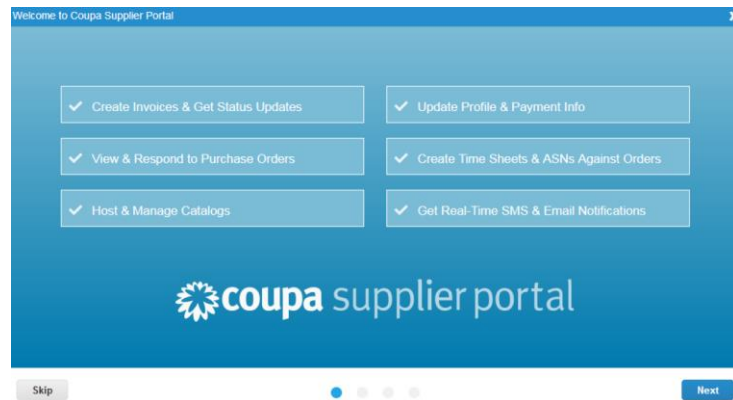 Welcome to Coupa Supplier Portal
Create Invoices & Get Status Updates
Update Profile & Payment Info
View & Respond to Purchase Orders
Create Time Sheets & ASNs Against Orders
Host & Manage Catalogs
Get Real-Time SMS & Email Notifications
coupa supplier portal
Skip
Next